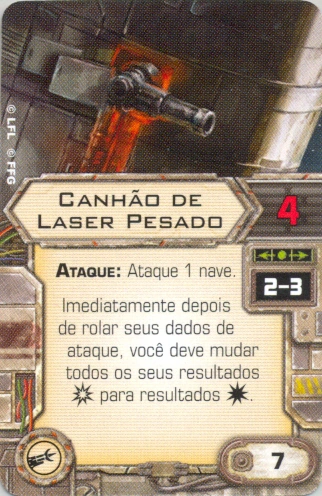 © LFL © FFG
Canhão de
Laser Pesado
4
Ataque: Ataque 1 nave.
2-3
Imediatamente depois
de rolar seus dados de
ataque, você deve mudar
todos os seus resultados
para resultados .
7